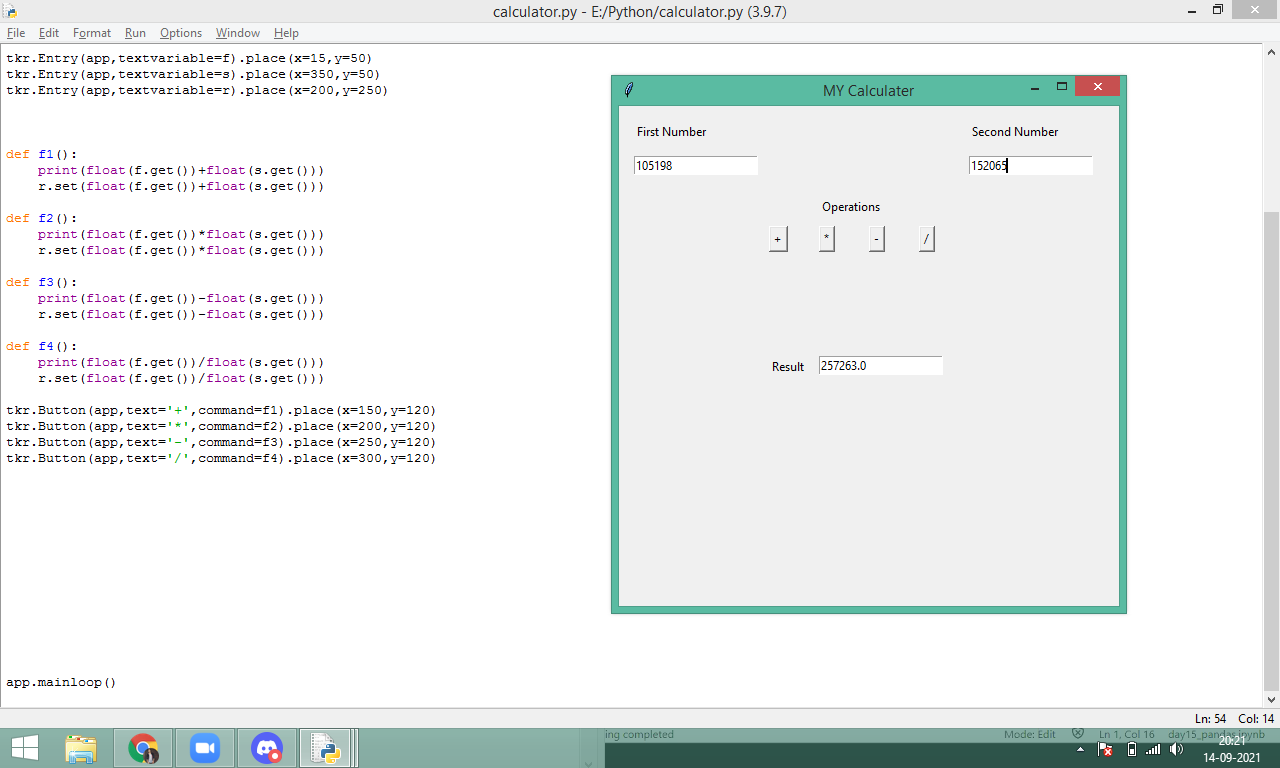 calculator.py - E:/Python/calculator.py (3.9.7)
File Edit Format Run Options Window Help
tkr.Entry(app,textvariable=f).place(x=15,y=50)
tkr.Entry(app,textvariable=s).place(x=350,y=50)
tkr.Entry(app,textvariable=r).place(x=200,y=250)
def f1():
    print(float(f.get())+float(s.get()))
    r.set(float(f.get())+float(s.get()))
def f2():
    print(float(f.get())*float(s.get()))
    r.set(float(f.get())*float(s.get()))
def f3():
    print(float(f.get())-float(s.get()))
    r.set(float(f.get())-float(s.get()))
def f4():
    print(float(f.get())/float(s.get()))
    r.set(float(f.get())/float(s.get()))
tkr.Button(app,text='+',command=f1).place(x=150,y=120)
tkr.Button(app,text='*',command=f2).place(x=200,y=120)
tkr.Button(app,text='-',command=f3).place(x=250,y=120)
tkr.Button(app,text='/',command=f4).place(x=300,y=120)
app.mainloop()
MY Calculater
First Number Second Number
105198 152065
Operations
+ * - /
Result 257263.0
Ln: 54 Col: 14
ing completed Mode: Edit Ln 1, Col 16 day15_pandas.ipynb
20:21
14-09-2021